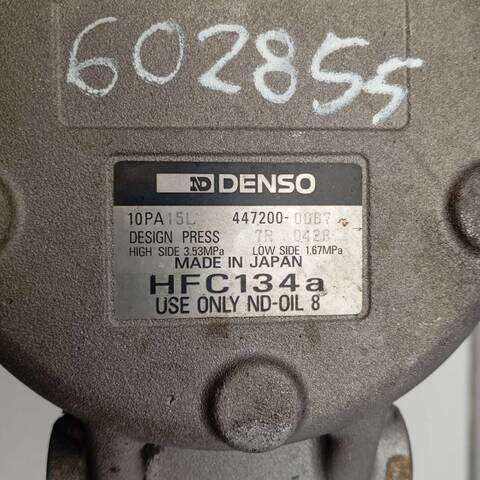 602855
ND DENSO
10PA15L 447200-
DESIGN PRESS
HIGH SIDE 3.53MPa LOW SIDE 1.67MPa
MADE IN JAPAN
HFC134a
USE ONLY ND-OIL 8